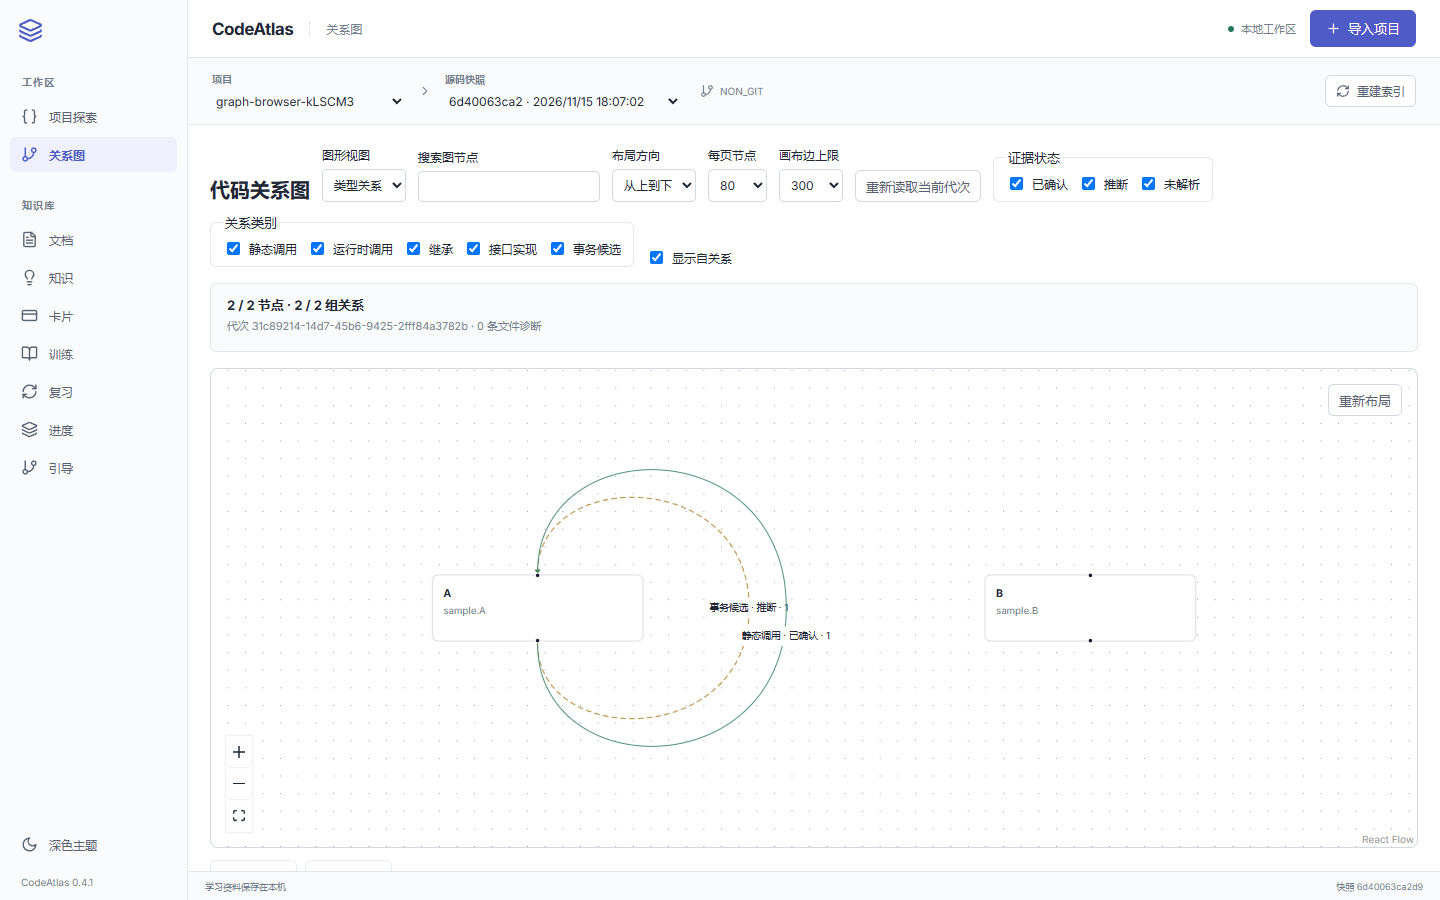 工作区
项目探索
关系图
知识库
文档
知识
卡片
训练
复习
进度
引导
深色主题
CodeAtlas 0.4.1
CodeAtlas
关系图
本地工作区
导入项目
项目
graph-browser-kLSCM3
源码快照
6d40063ca2 · 2026/11/15 18:07:02
NON_GIT
重建索引
代码关系图
图形视图
类型关系
搜索图节点
布局方向
从上到下
每页节点
80
画布边上限
300
重新读取当前代次
证据状态
已确认
推断
未解析
关系类别
静态调用
运行时调用
继承
接口实现
事务候选
显示自关系
2 / 2 节点 · 2 / 2 组关系
代次 31c89214-14d7-45b6-9425-2fff84a3782b · 0 条文件诊断
重新布局
A
sample.A
事务候选 · 推断 · 1
静态调用 · 已确认 · 1
B
sample.B
React Flow
学习资料保存在本机
快照 6d40063ca2d9